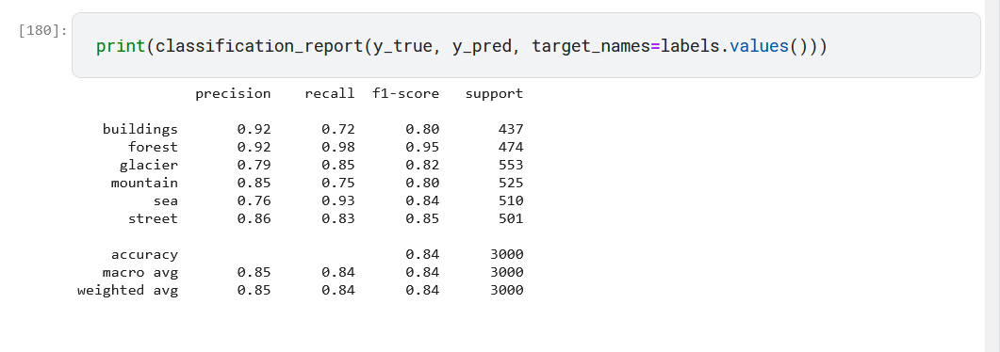 [180]:
print(classification_report(y_true, y_pred, target_names=labels.values()))
precision recall f1-score support
buildings 0.92 0.72 0.80 437
forest 0.92 0.98 0.95 474
glacier 0.79 0.85 0.82 553
mountain 0.85 0.75 0.80 525
sea 0.76 0.93 0.84 510
street 0.86 0.83 0.85 501
accuracy 0.84 3000
macro avg 0.85 0.84 0.84 3000
weighted avg 0.85 0.84 0.84 3000